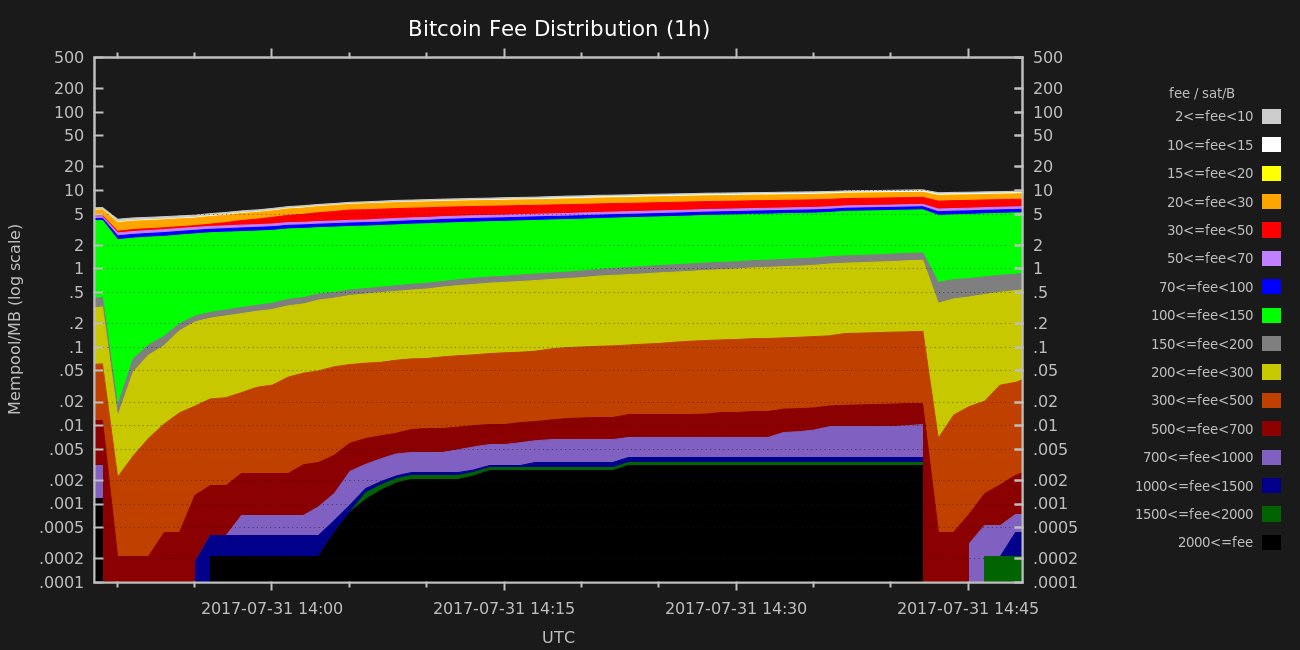 Bitcoin Fee Distribution (1h)
500
200
100
50
20
10
5
2
1
.5
.2
.1
.05
.02
.01
.005
.002
.001
.0005
.0002
.0001
Mempool/MB (log scale)
500
200
100
50
20
10
5
2
1
.5
.2
.1
.05
.02
.01
.005
.002
.001
.0005
.0002
.0001
2017-07-31 14:00
2017-07-31 14:15
2017-07-31 14:30
2017-07-31 14:45
UTC
fee / sat/B
2<=fee<10
10<=fee<15
15<=fee<20
20<=fee<30
30<=fee<50
50<=fee<70
70<=fee<100
100<=fee<150
150<=fee<200
200<=fee<300
300<=fee<500
500<=fee<700
700<=fee<1000
1000<=fee<1500
1500<=fee<2000
2000<=fee